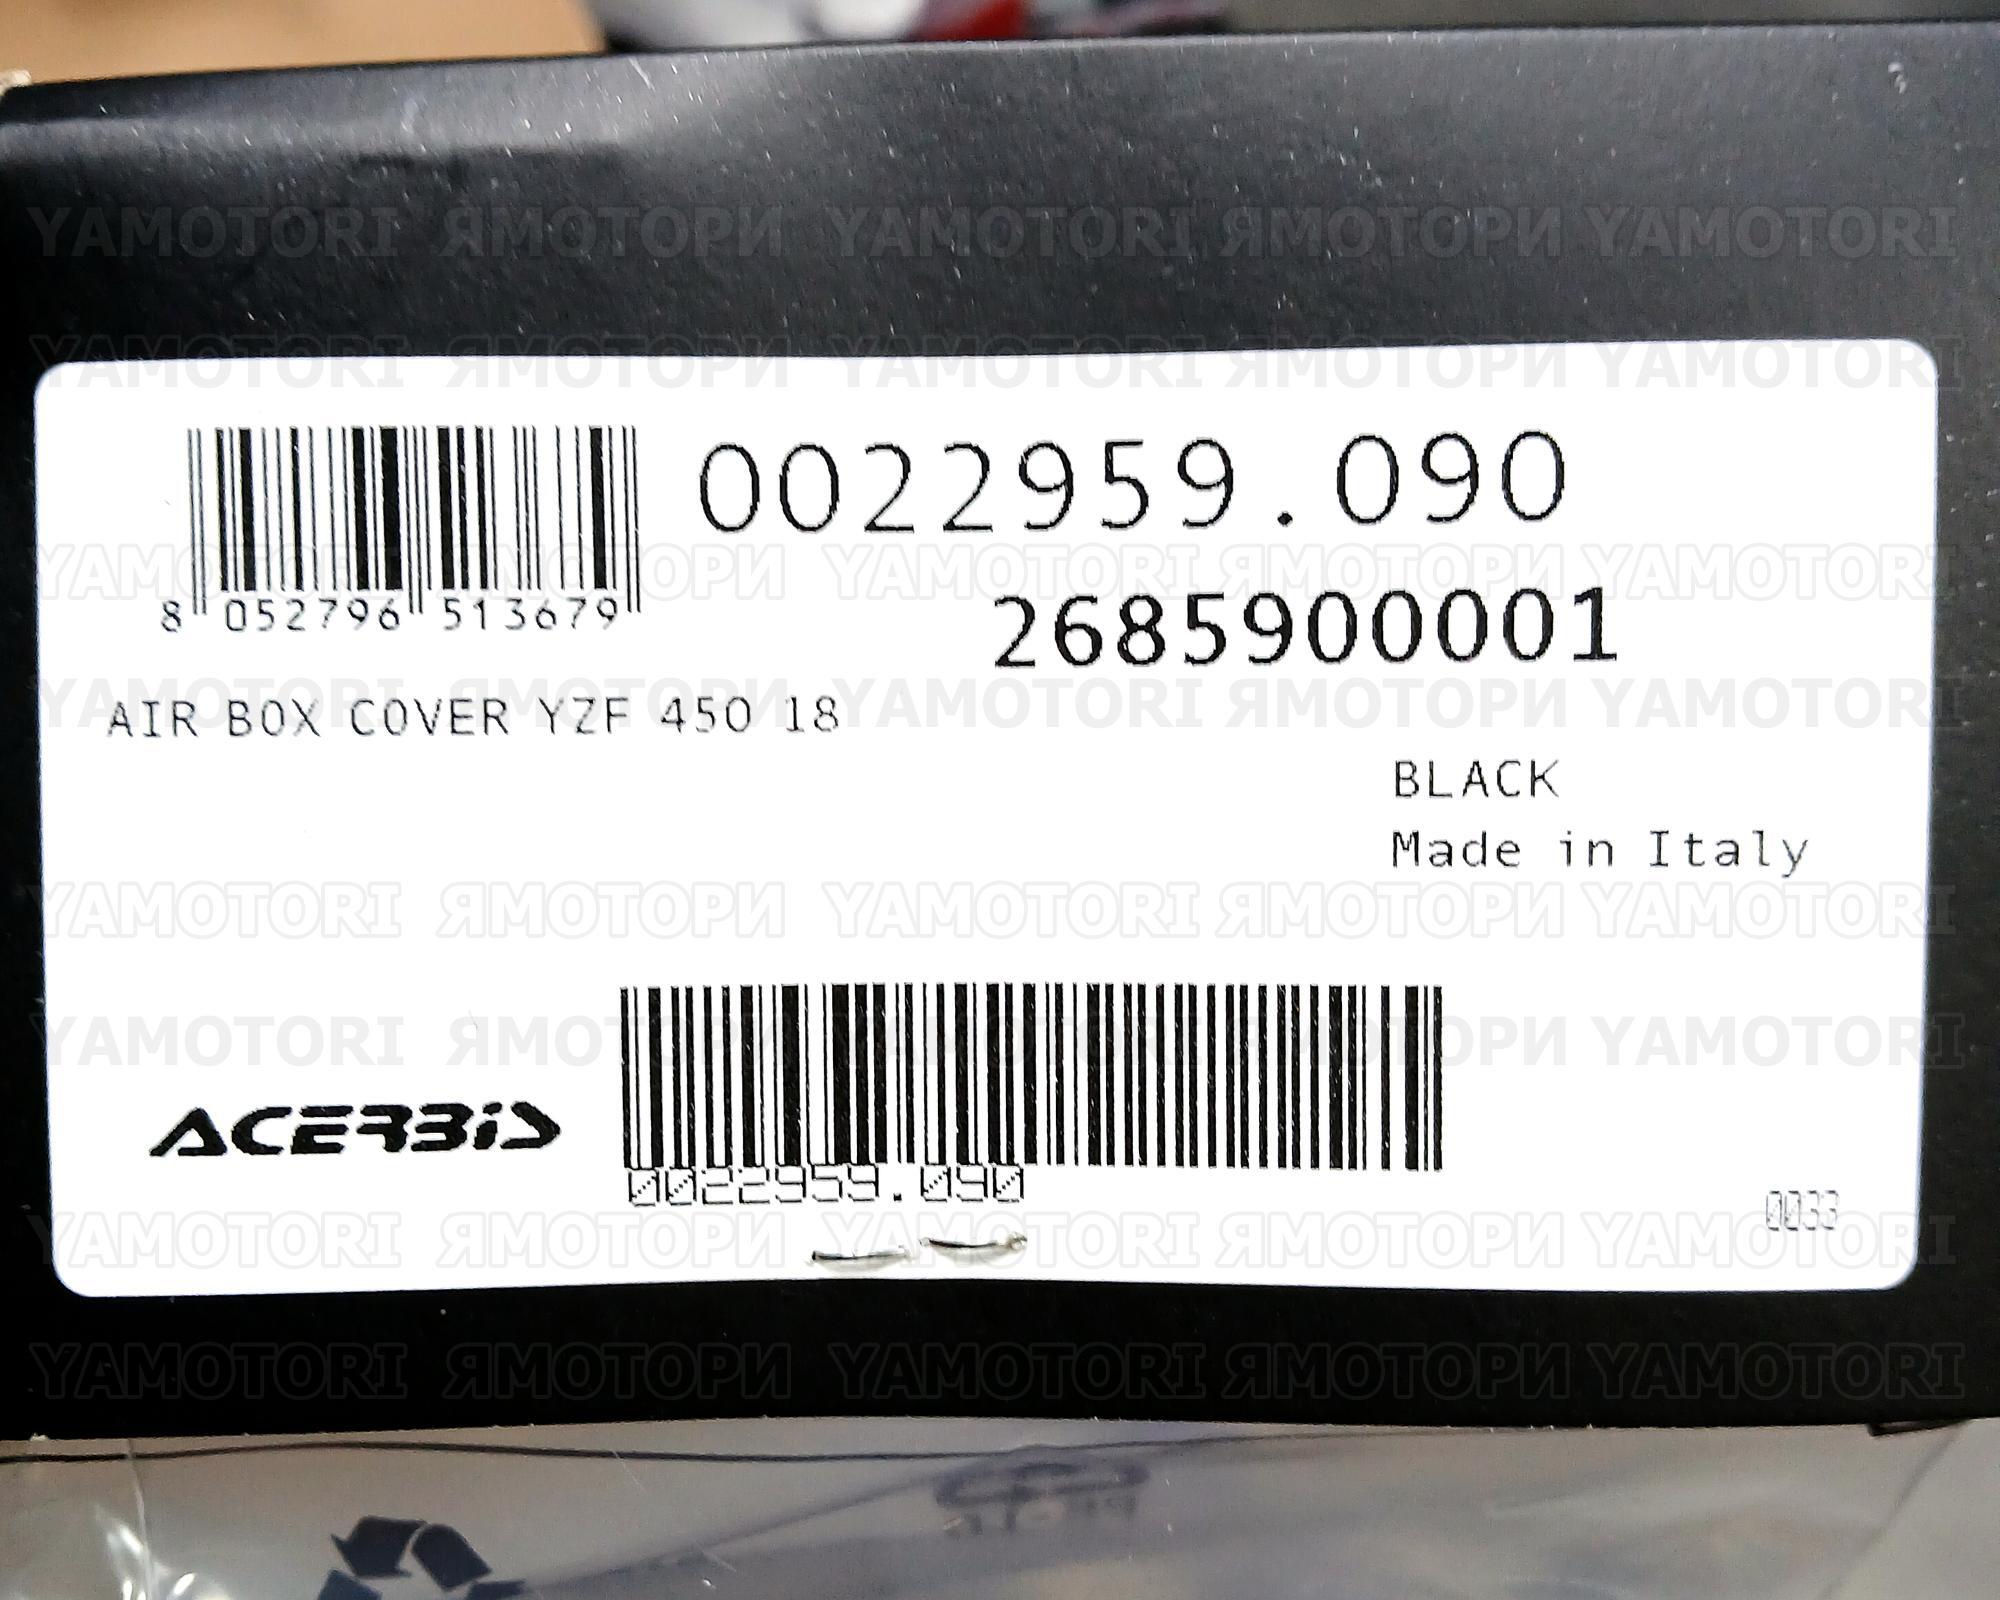 YAMOTORI ЯМОТОРИ YAMOTORI ЯМОТОРИ YAMOTORI
YAMOTORI ЯМОТОРИ YAMOTORI ЯМОТОРИ YAMOTORI
0022959.090
8 052796 513679
YAMOTORI ЯМОТОРИ YAMOTORI ЯМОТОРИ YAMOTORI
2685900001
YAMOTORI ЯМОТОРИ YAMOTORI ЯМОТОРИ YAMOTORI
AIR BOX COVER YZF 450 18
BLACK
Made in Italy
YAMOTORI ЯМОТОРИ YAMOTORI ЯМОТОРИ YAMOTORI
YAMOTORI ЯМОТОРИ YAMOTORI ЯМОТОРИ YAMOTORI
ACERBIS
0022959.090
0033
YAMOTORI ЯМОТОРИ YAMOTORI ЯМОТОРИ YAMOTORI
YAMOTORI ЯМОТОРИ YAMOTORI ЯМОТОРИ YAMOTORI